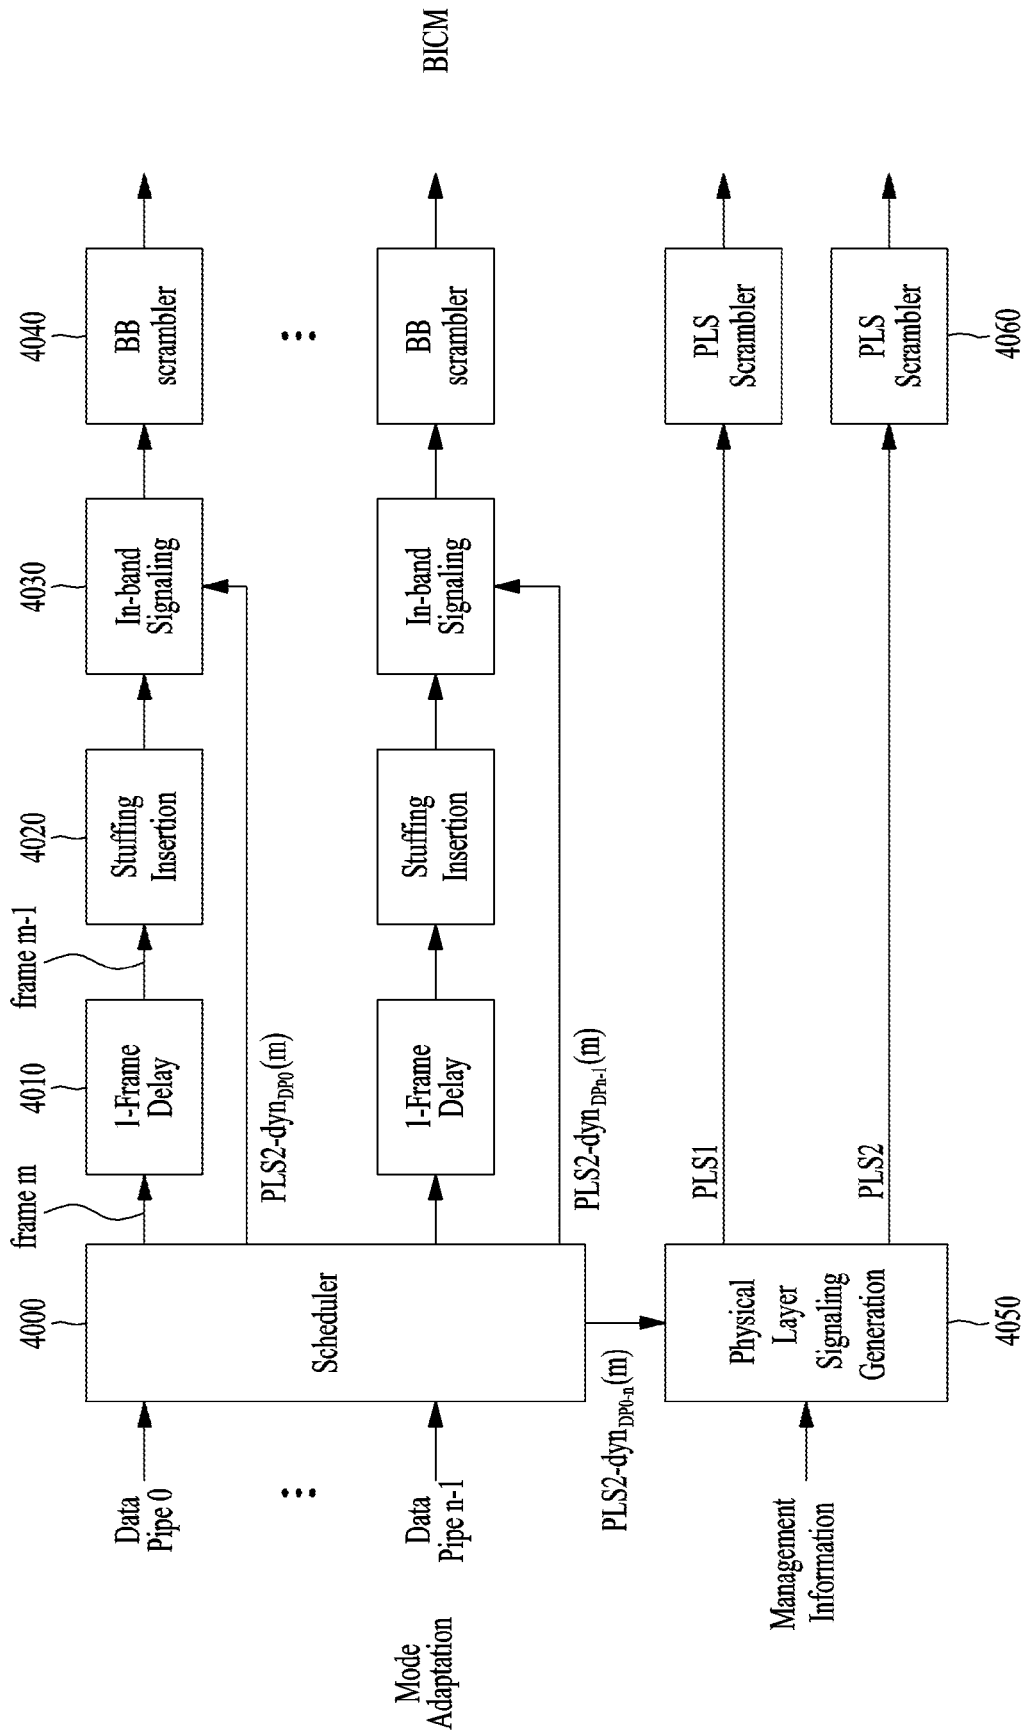 4000
4010
4020
4030
4040
frame m
frame m-1
Data
Pipe 0
Scheduler
1-Frame
Delay
Stuffing
Insertion
In-band
Signaling
BB
scrambler
PLS2-dynDP0(m)
Mode
Adaptation
Data
Pipe n-1
1-Frame
Delay
Stuffing
Insertion
In-band
Signaling
BB
scrambler
BICM
PLS2-dynDPn-1(m)
PLS2-dynDP0-n(m)
Management
Information
Physical
Layer
Signaling
Generation
PLS1
PLS
Scrambler
PLS2
PLS
Scrambler
4050
4060